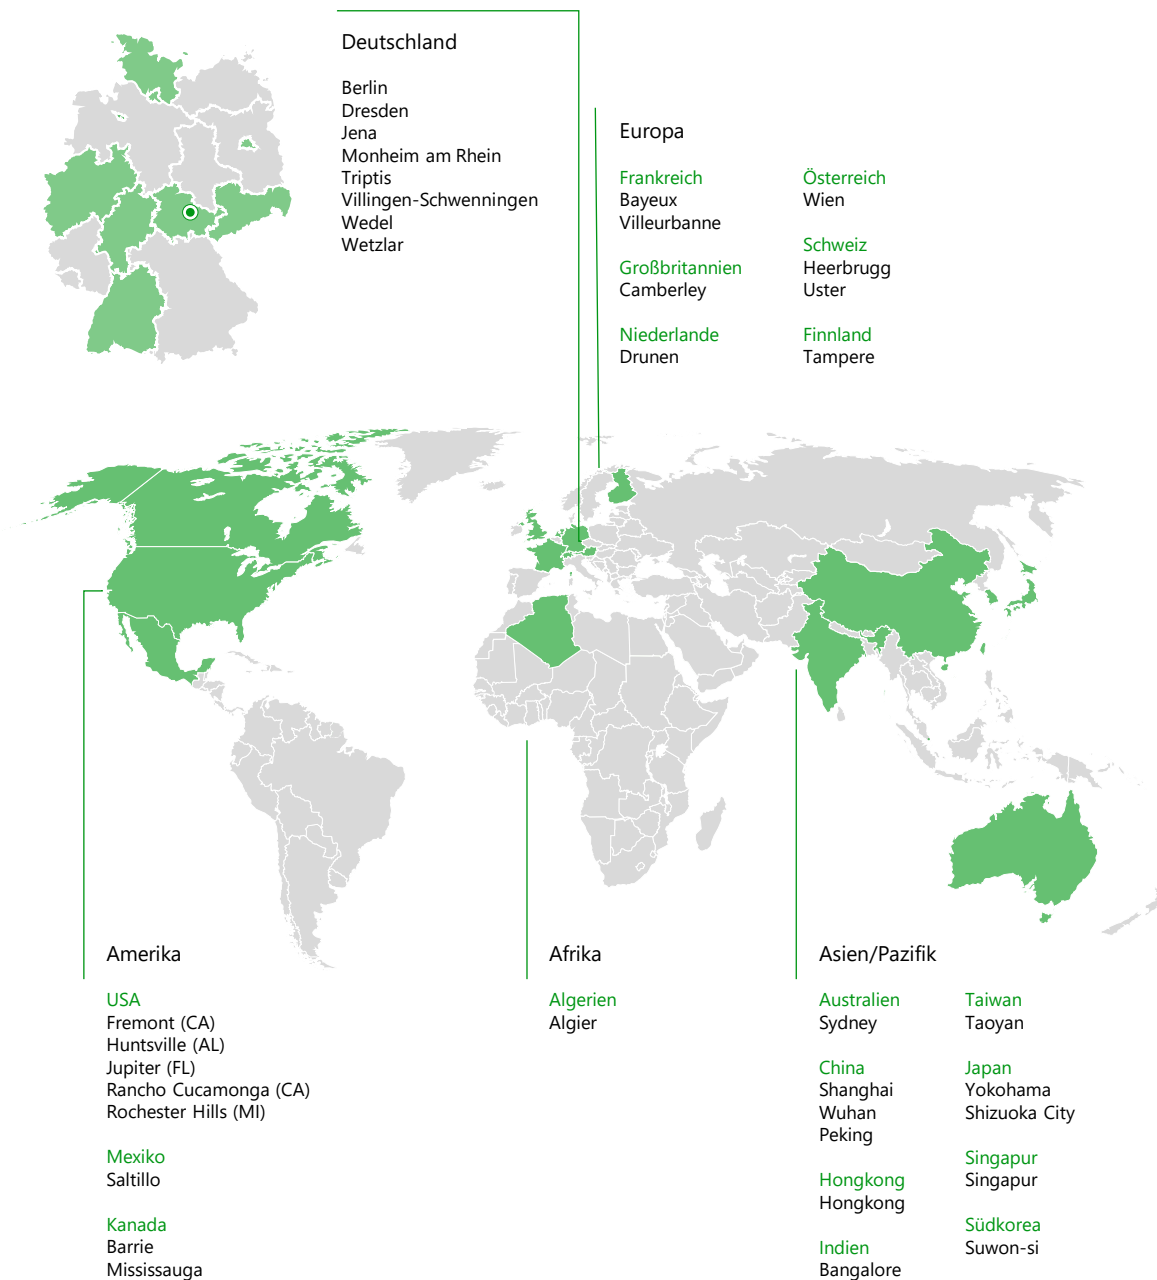 Deutschland
Berlin
Dresden
Jena
Monheim am Rhein
Triptis
Villingen-Schwenningen
Wedel
Wetzlar
Europa
Frankreich
Bayeux
Villeurbanne
Großbritannien
Camberley
Niederlande
Drunen
Österreich
Wien
Schweiz
Heerbrugg
Uster
Finnland
Tampere
Amerika
USA
Fremont (CA)
Huntsville (AL)
Jupiter (FL)
Rancho Cucamonga (CA)
Rochester Hills (MI)
Mexiko
Saltillo
Kanada
Barrie
Mississauga
Afrika
Algerien
Algier
Asien/Pazifik
Australien
Sydney
China
Shanghai
Wuhan
Peking
Hongkong
Hongkong
Indien
Bangalore
Taiwan
Taoyan
Japan
Yokohama
Shizuoka City
Singapur
Singapur
Südkorea
Suwon-si